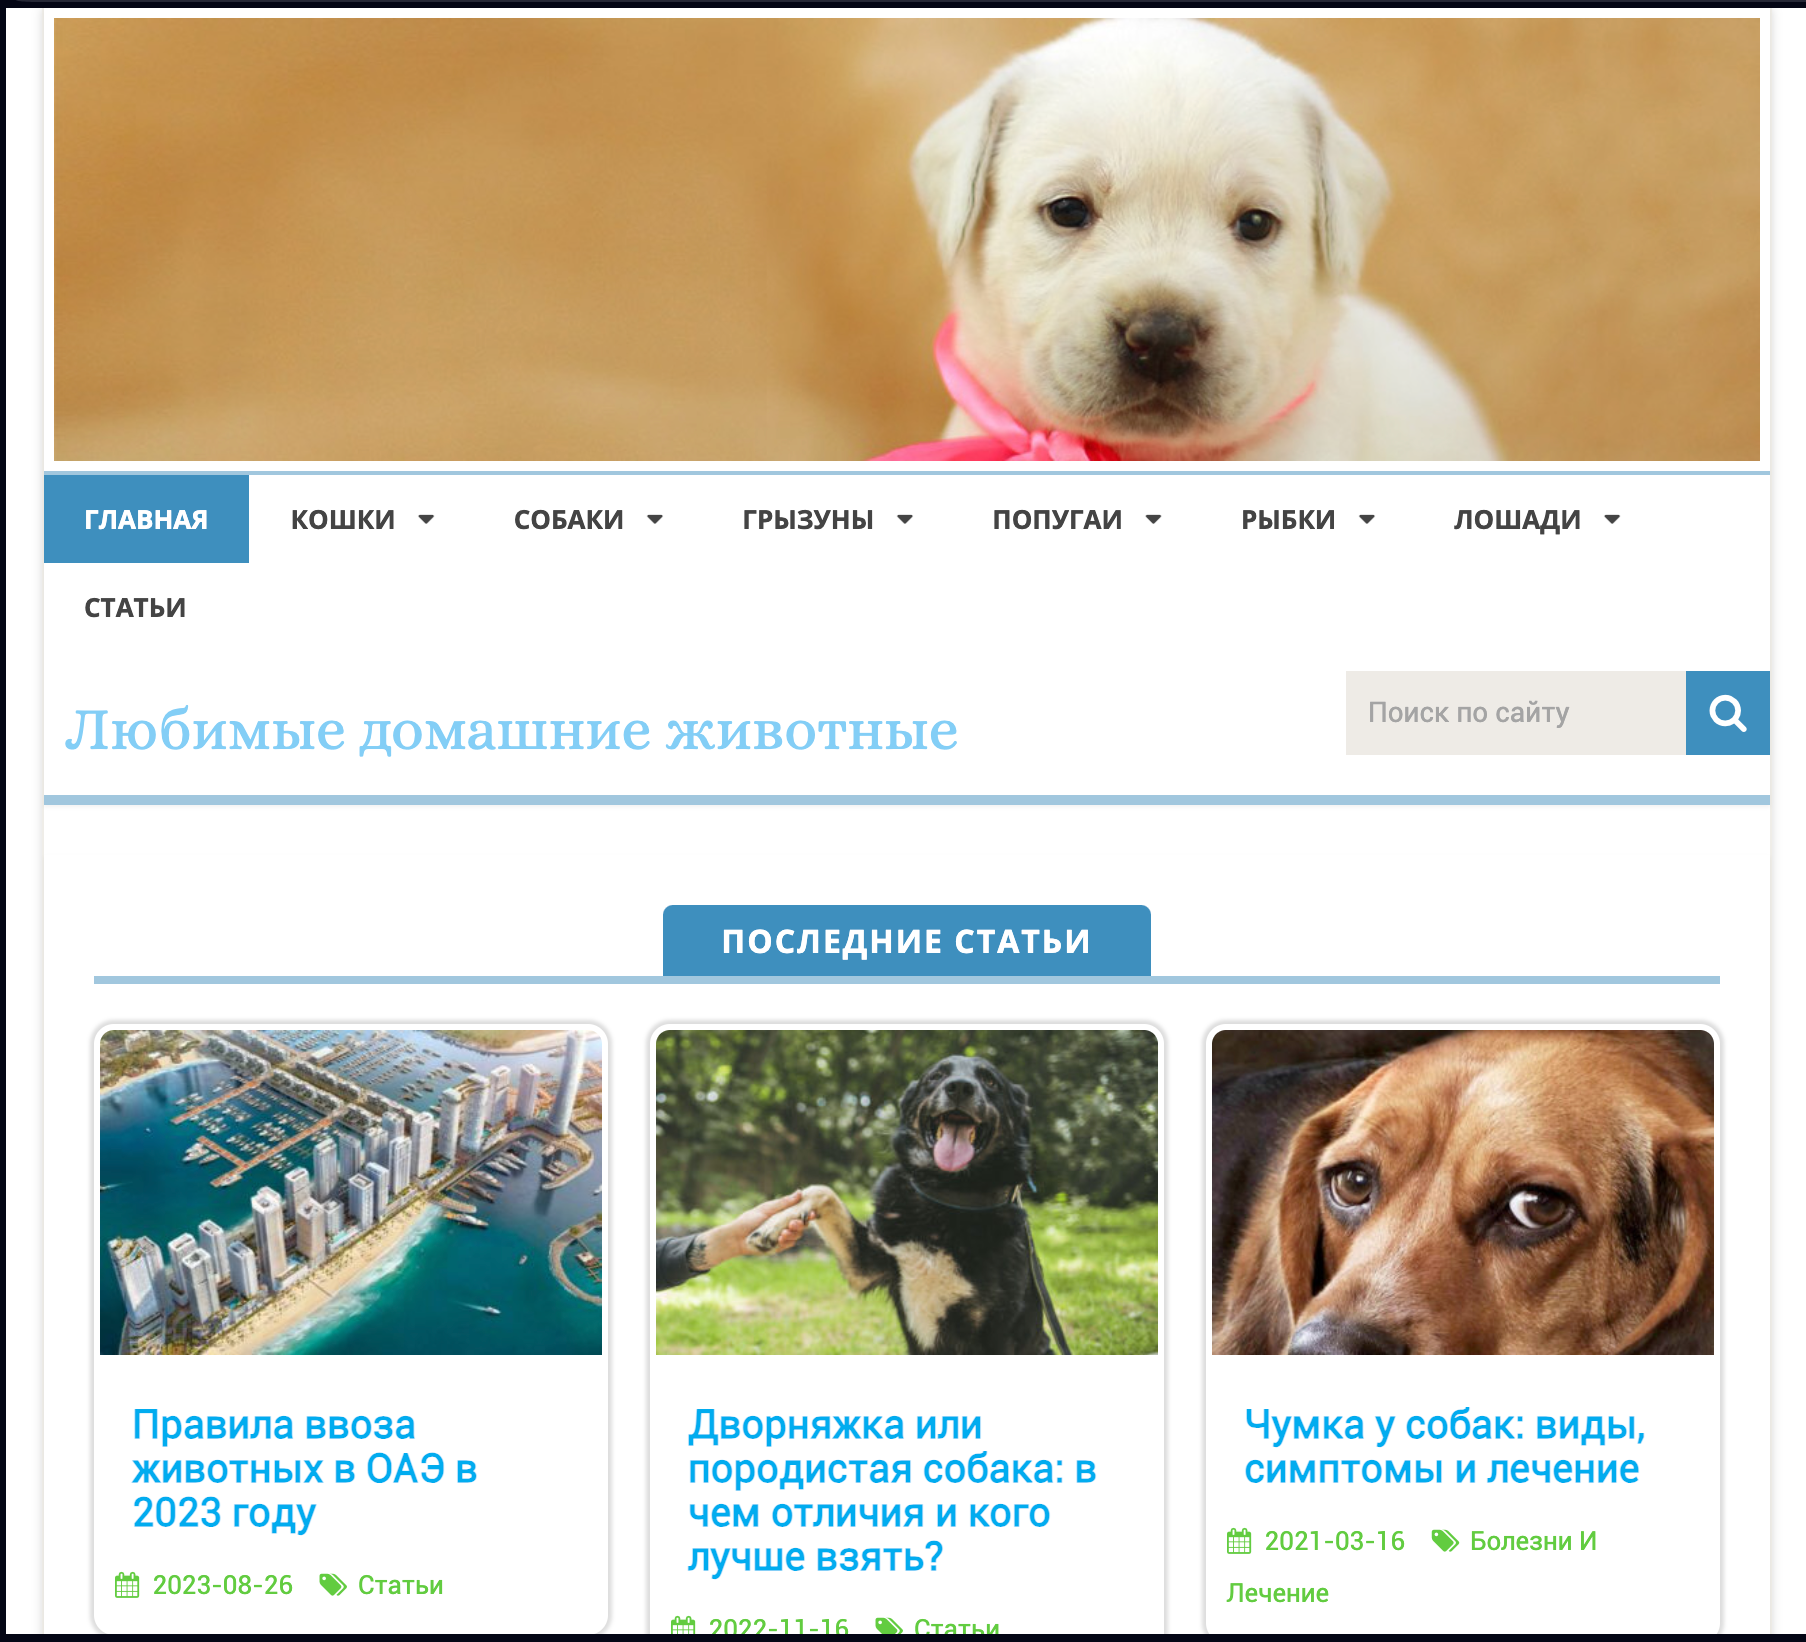 ГЛАВНАЯ КОШКИ СОБАКИ ГРЫЗУНЫ ПОПУГАИ РЫБКИ ЛОШАДИ
СТАТЬИ
Любимые домашние животные
Поиск по сайту
ПОСЛЕДНИЕ СТАТЬИ
Правила ввоза
животных в ОАЭ в
2023 году
2023-08-26 Статьи
Дворняжка или
породистая собака: в
чем отличия и кого
лучше взять?
2022-11-16 Статьи
Чумка у собак: виды,
симптомы и лечение
2021-03-16 Болезни И
Лечение